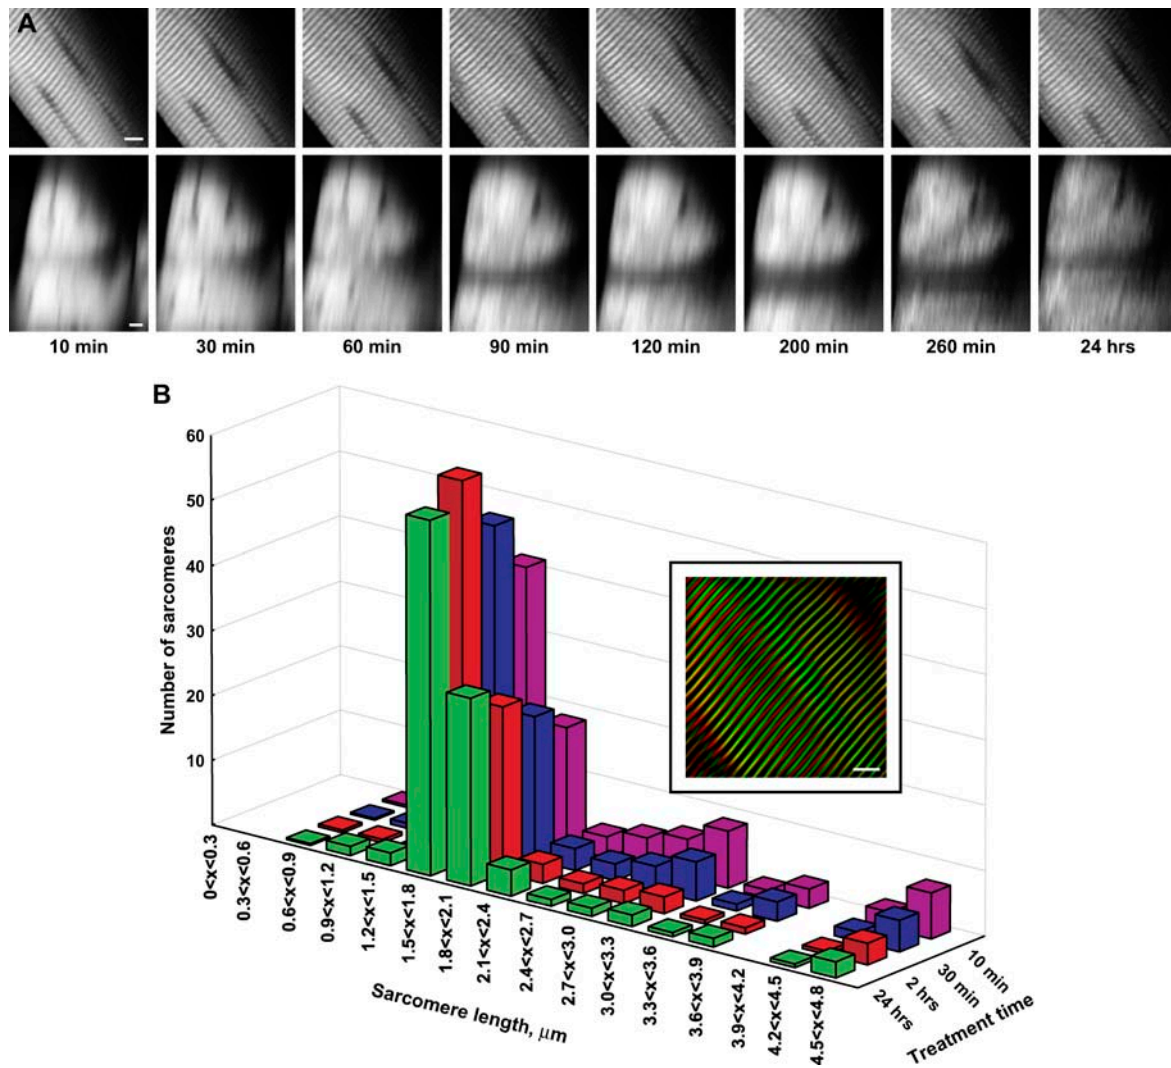 A
10 min 30 min 60 min 90 min 120 min 200 min 260 min 24 hrs
B
60
50
40
30
20
10
Number of sarcomeres
0<x<0.3
0.3<x<0.6
0.6<x<0.9
0.9<x<1.2
1.2<x<1.5
1.5<x<1.8
1.8<x<2.1
2.1<x<2.4
2.4<x<2.7
2.7<x<3.0
3.0<x<3.3
3.3<x<3.6
3.6<x<3.9
3.9<x<4.2
4.2<x<4.5
4.5<x<4.8
Sarcomere length, μm
24 hrs
2 hrs
30 min
10 min
Treatment time